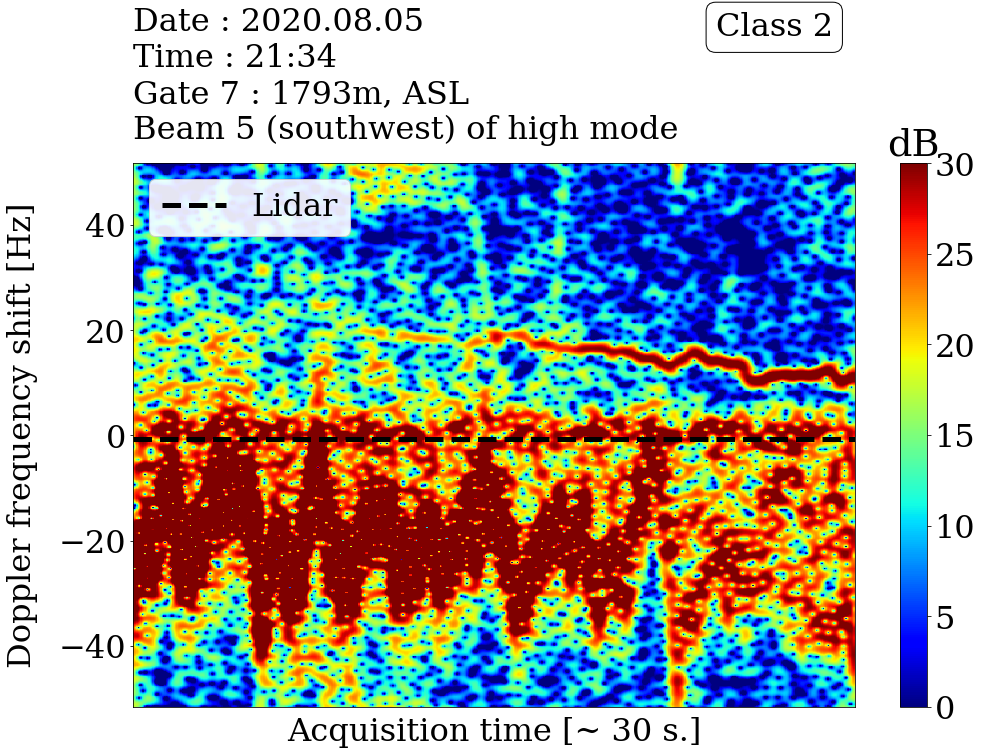 Date : 2020.08.05
Time : 21:34
Gate 7 : 1793m, ASL
Beam 5 (southwest) of high mode
Class 2
dB
Lidar
Doppler frequency shift [Hz]
40
20
0
−20
−40
Acquisition time [~ 30 s.]
30
25
20
15
10
5
0